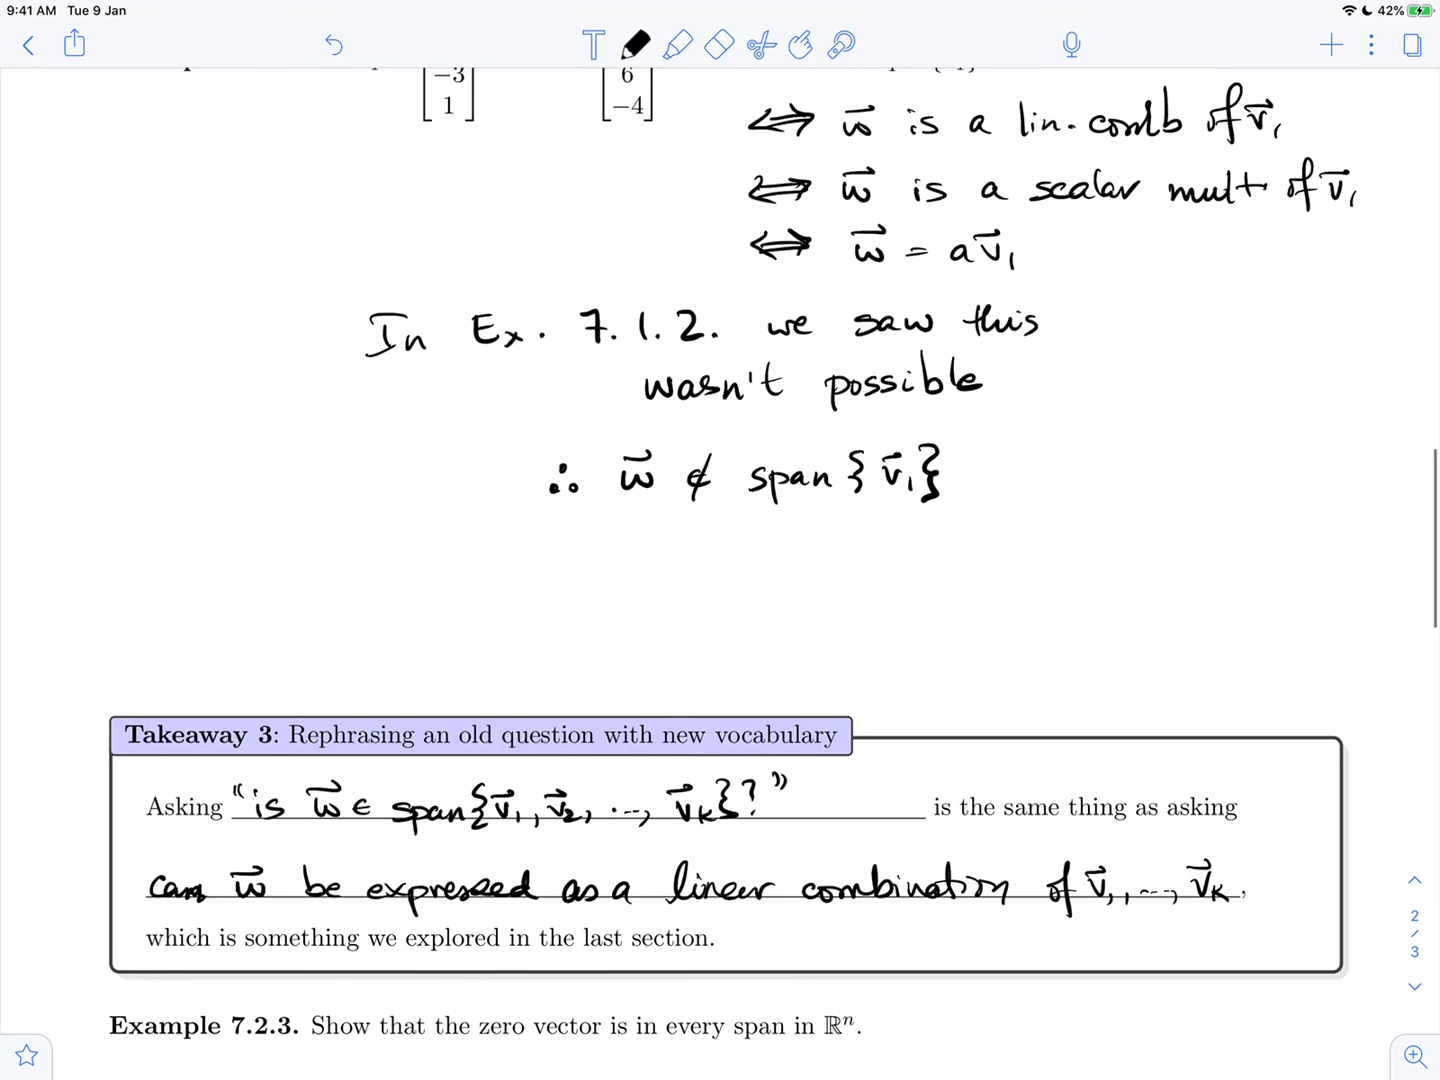 9:41 AM Tue 9 Jan
42%
-3
1
6
-4
⟺ w⃗ is a lin. comb of v⃗₁
⟺ w⃗ is a scalar mult of v⃗₁
⟺ w⃗ = av⃗₁
In Ex. 7.1.2. we saw this
wasn't possible
∴ w⃗ ∉ span{v⃗₁}
Takeaway 3: Rephrasing an old question with new vocabulary
Asking "is w⃗ ∈ span{v⃗₁, v⃗₂, ..., v⃗ₖ}?" is the same thing as asking
can w⃗ be expressed as a linear combination of v⃗₁, ..., v⃗ₖ,
which is something we explored in the last section.
Example 7.2.3. Show that the zero vector is in every span in ℝⁿ.
2
/
3